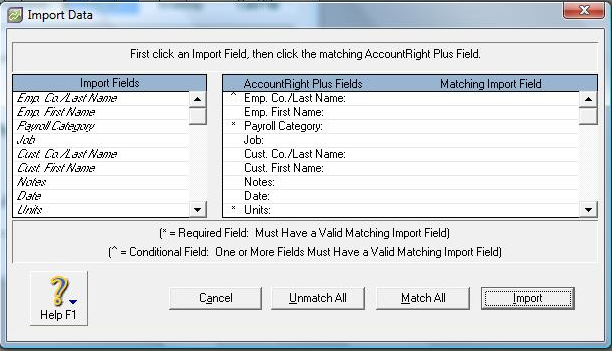 Import Data
First click an Import Field, then click the matching AccountRight Plus Field.
Import Fields
Emp. Co./Last Name
Emp. First Name
Payroll Category
Job
Cust. Co./Last Name
Cust. First Name
Notes
Date
Units
AccountRight Plus Fields Matching Import Field
^ Emp. Co./Last Name:
Emp. First Name:
* Payroll Category:
Job:
Cust. Co./Last Name:
Cust. First Name:
Notes:
Date:
* Units:
(* = Required Field: Must Have a Valid Matching Import Field)
(^ = Conditional Field: One or More Fields Must Have a Valid Matching Import Field)
?
Help F1
Cancel Unmatch All Match All Import